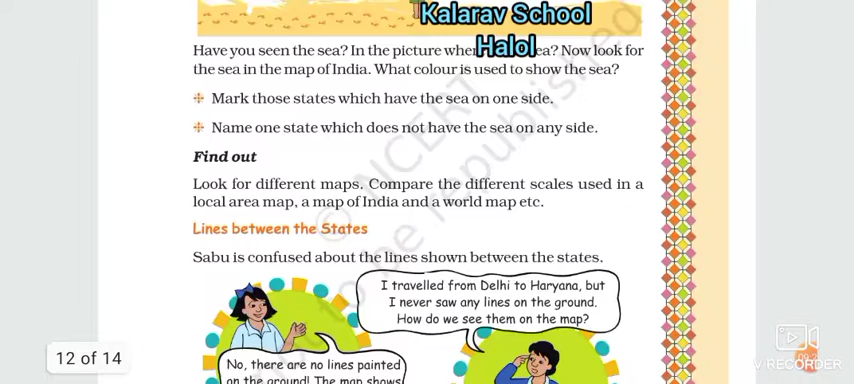 Kalarav School
Halol
Have you seen the sea? In the picture ea? Now look for
the sea in the map of India. What colour is used to show the sea?
Mark those states which have the sea on one side.
Name one state which does not have the sea on any side.
Find out
Look for different maps. Compare the different scales used in a
local area map, a map of India and a world map etc.
Lines between the States
Sabu is confused about the lines shown between the states.
I travelled from Delhi to Haryana, but
I never saw any lines on the ground.
How do we see them on the map?
No, there are no lines painted
on the ground! The map shows
12 of 14
V RECORDER
© NCERT
be republished